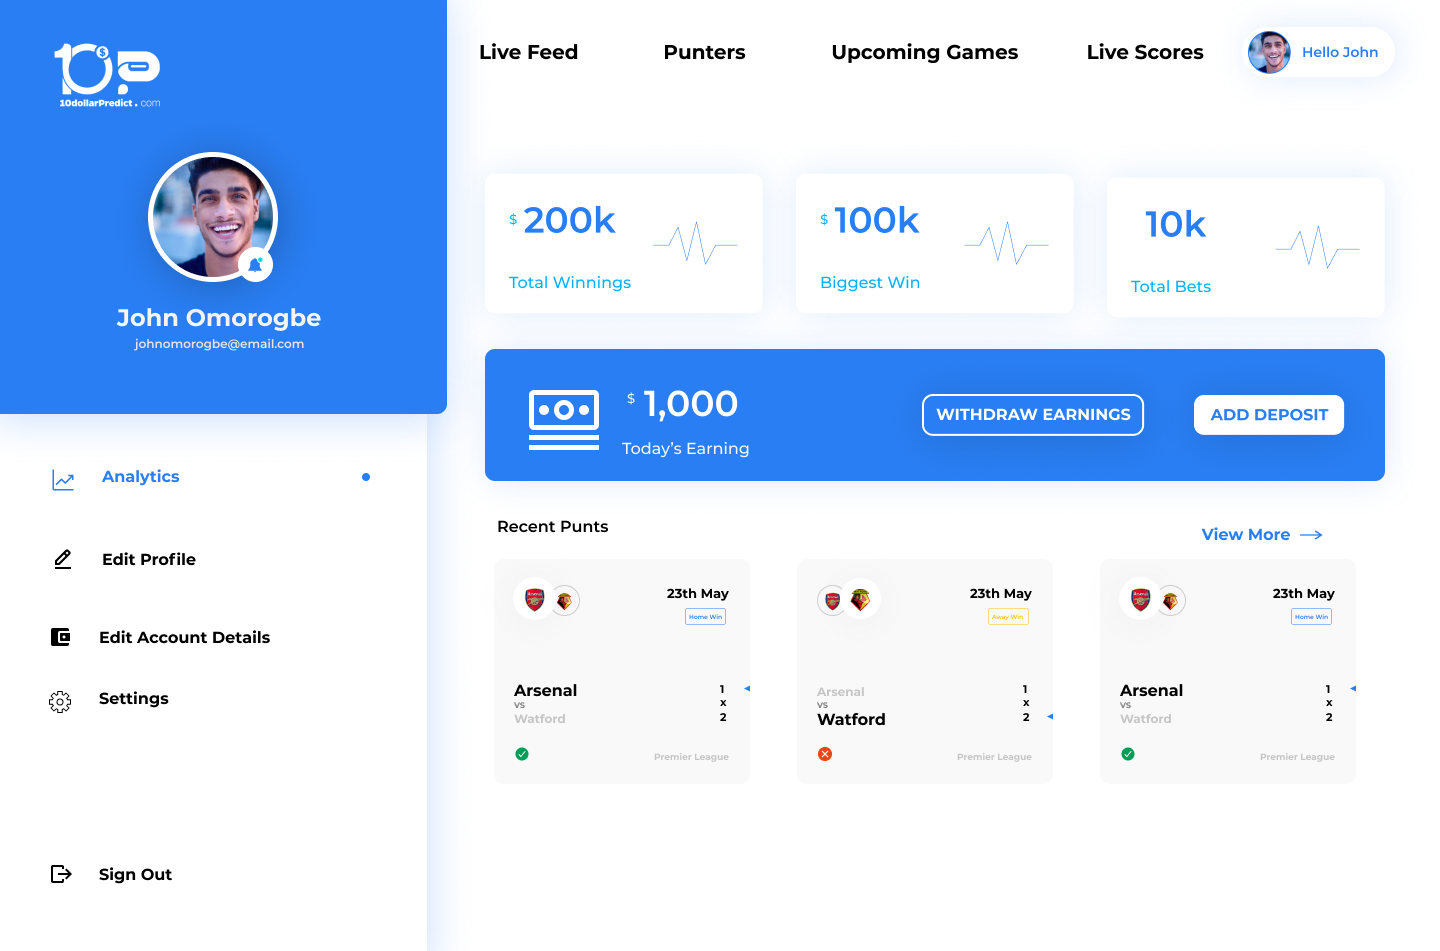 10P
$
10dollarPredict.com
Live Feed
Punters
Upcoming Games
Live Scores
Hello John
John Omorogbe
johnomorogbe@email.com
Analytics
Edit Profile
Edit Account Details
Settings
Sign Out
$ 200k
Total Winnings
$ 100k
Biggest Win
10k
Total Bets
$ 1,000
Today's Earning
WITHDRAW EARNINGS
ADD DEPOSIT
Recent Punts
View More
Arsenal
23th May
Home Win
Arsenal 1
vs x
Watford 2
Premier League
Arsenal
23th May
Away Win
Arsenal 1
vs x
Watford 2
Premier League
Arsenal
23th May
Home Win
Arsenal 1
vs x
Watford 2
Premier League